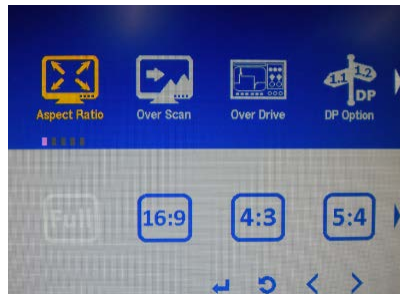 1.1 1.2
DP
Aspect Ratio Over Scan Over Drive DP Option
Full 16:9 4:3 5:4